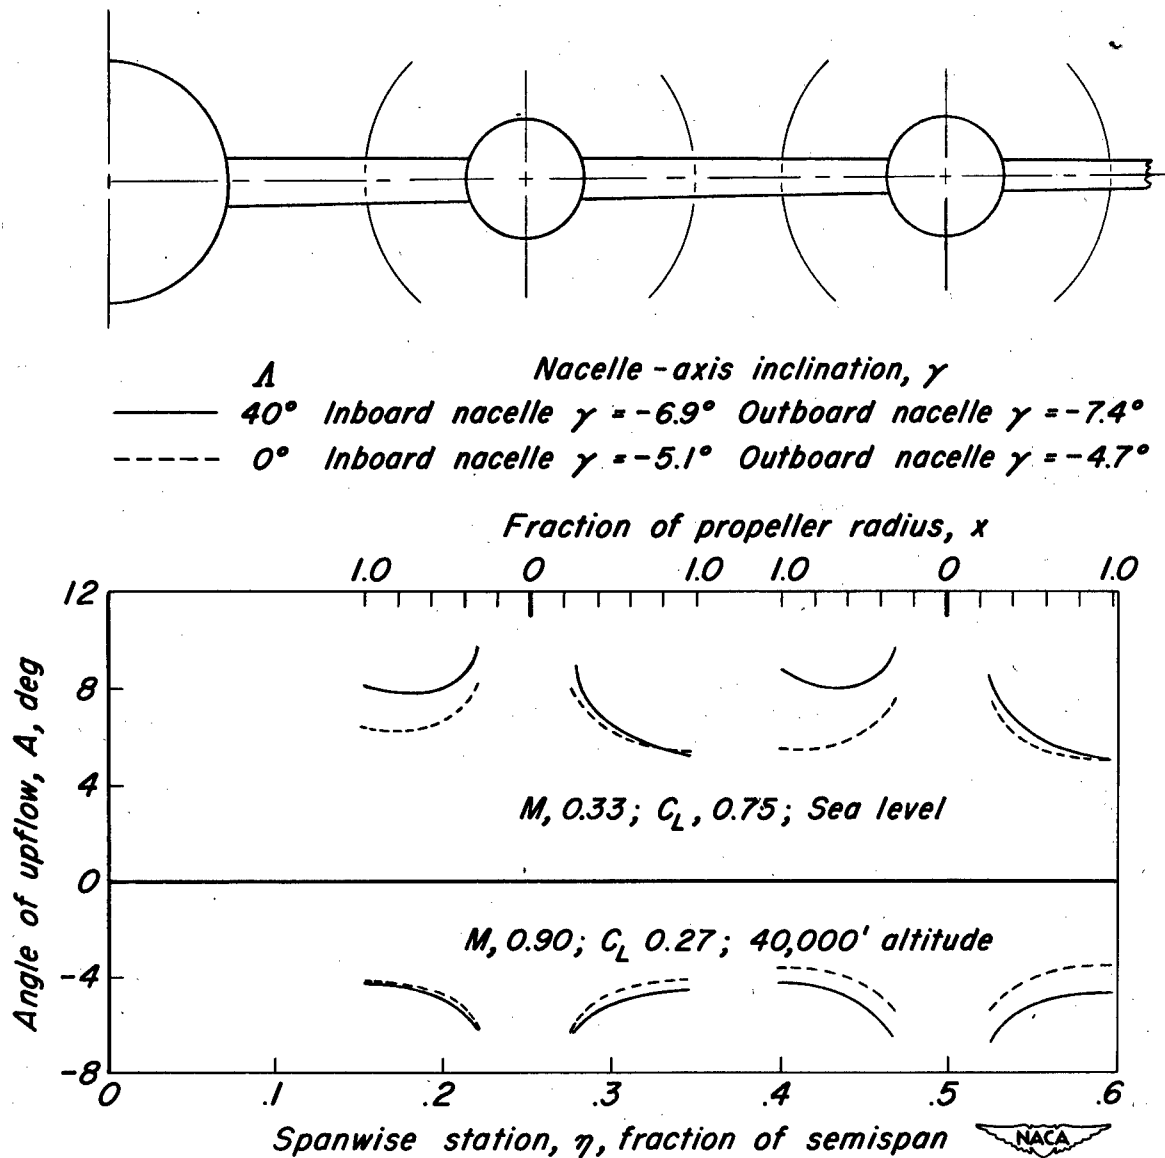 Λ Nacelle-axis inclination, γ
40° Inboard nacelle γ = -6.9° Outboard nacelle γ = -7.4°
0° Inboard nacelle γ = -5.1° Outboard nacelle γ = -4.7°
Fraction of propeller radius, x
1.0 0 1.0 1.0 0 1.0
12
8
4
0
-4
-8
Angle of upflow, A, deg
M, 0.33; C_L, 0.75; Sea level
M, 0.90; C_L 0.27; 40,000' altitude
0 .1 .2 .3 .4 .5 .6
Spanwise station, η, fraction of semispan
NACA